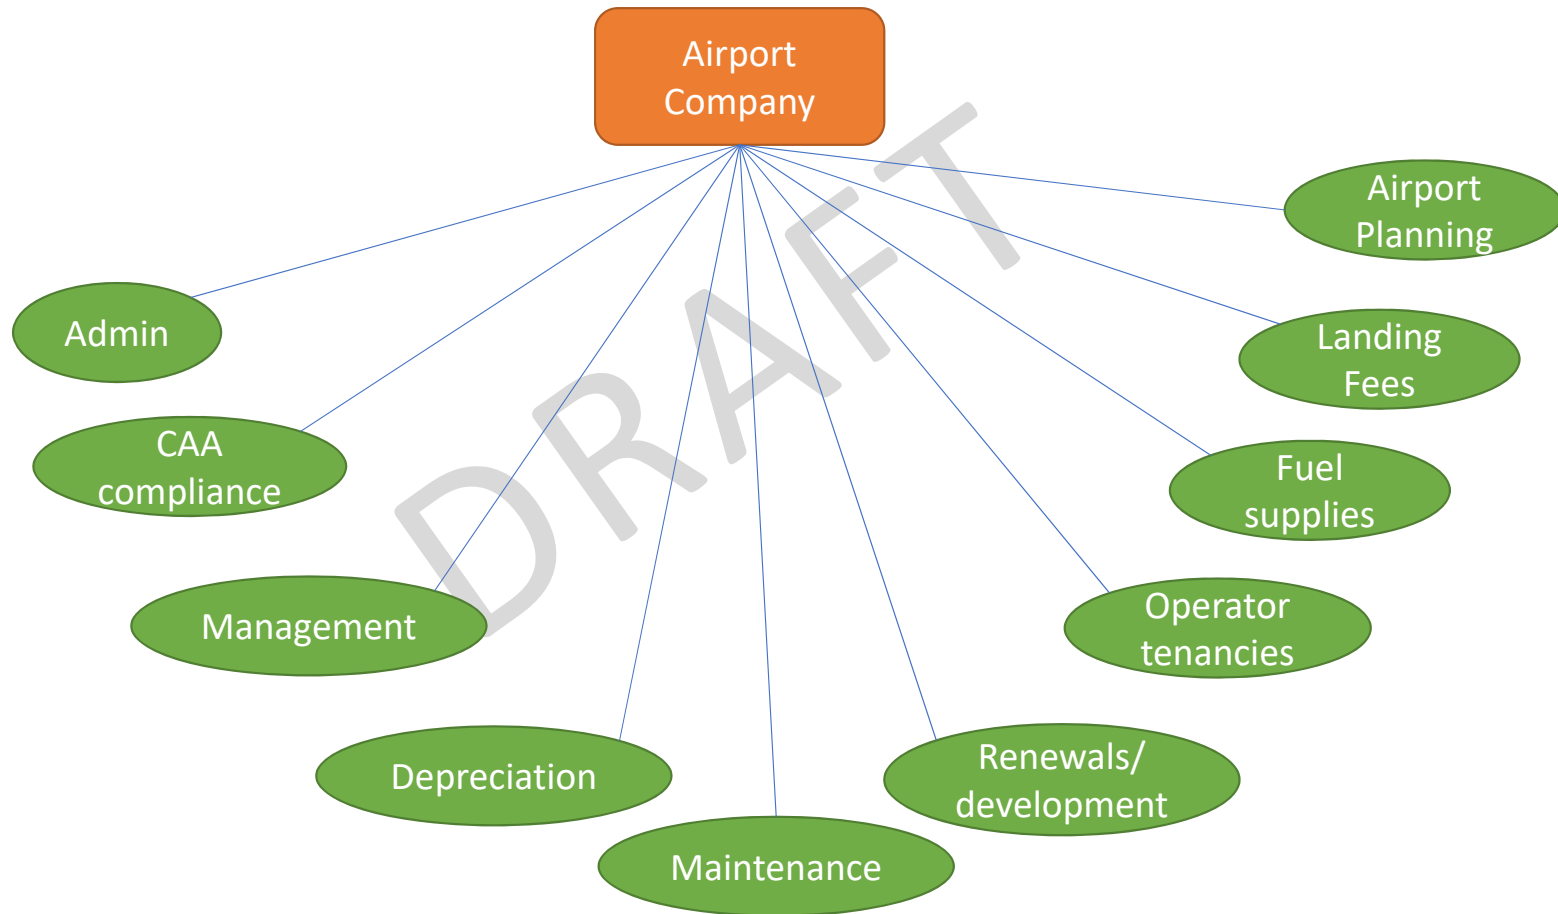 Airport
Company
Airport
Planning
Admin
Landing
Fees
CAA
compliance
Fuel
supplies
Management
Operator
tenancies
Depreciation
Renewals/
development
Maintenance
DRAFT